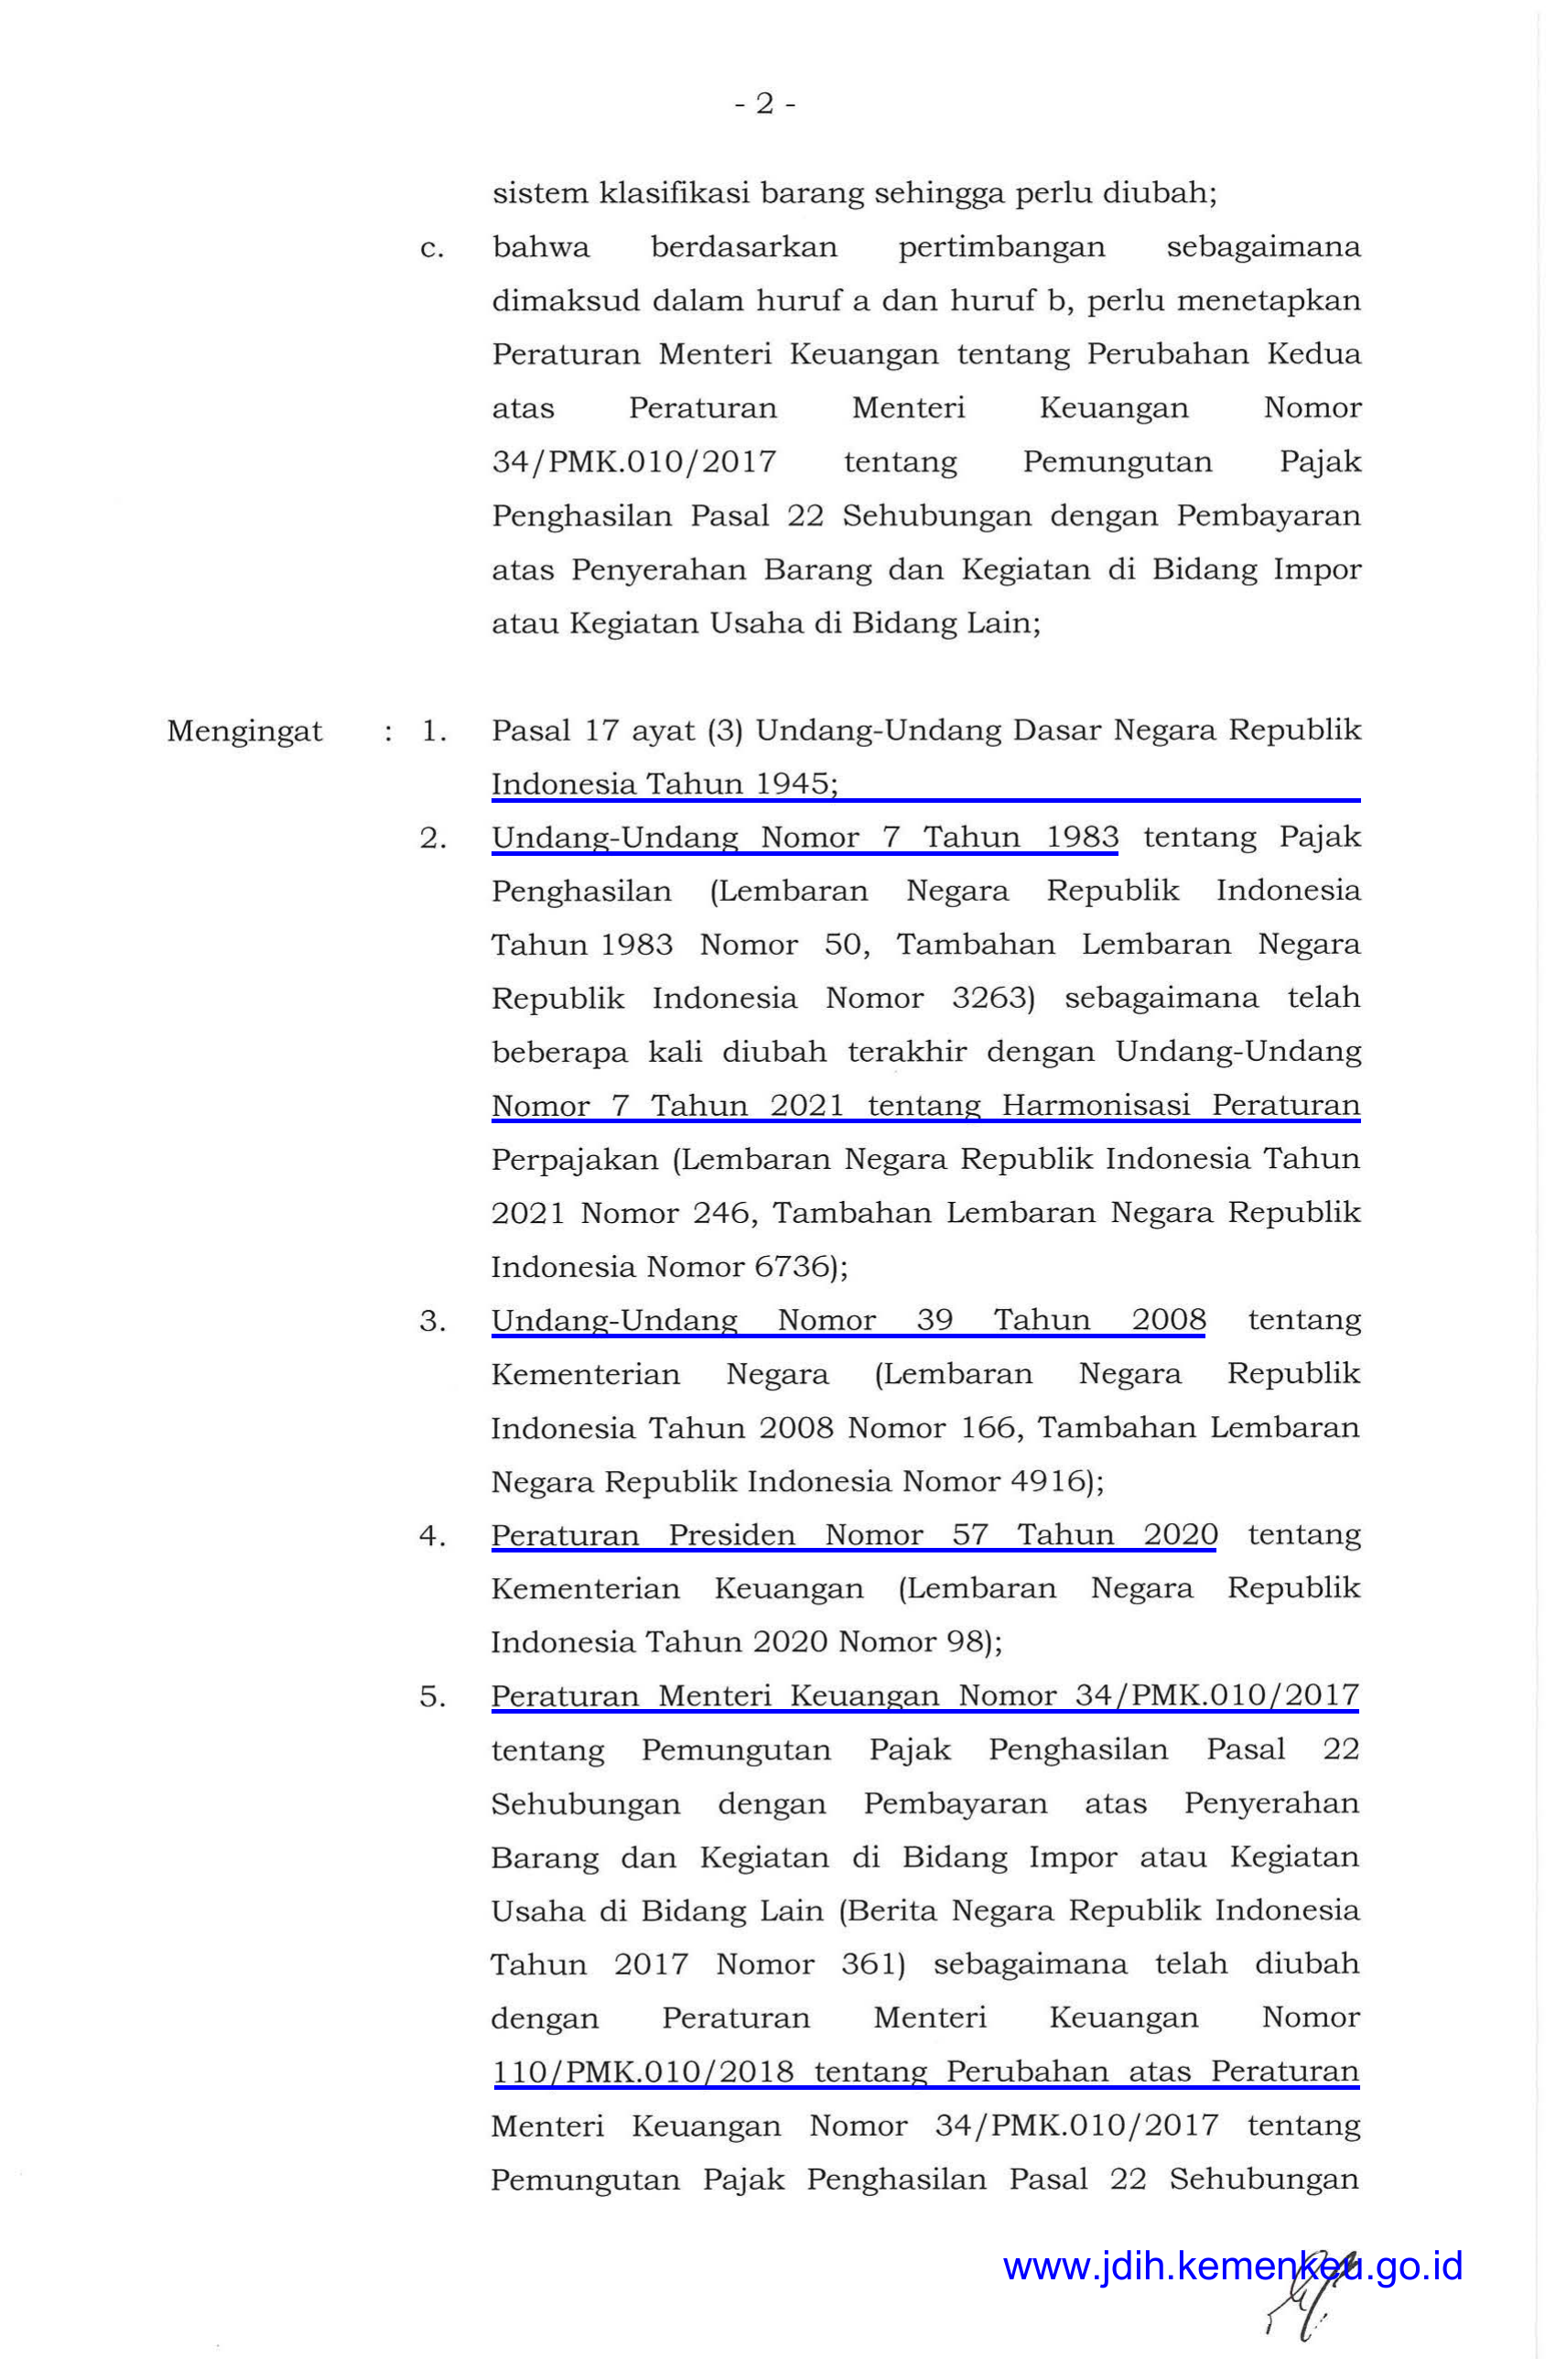 - 2 -
sistem klasifikasi barang sehingga perlu diubah;
c. bahwa berdasarkan pertimbangan sebagaimana
dimaksud dalam huruf a dan huruf b, perlu menetapkan
Peraturan Menteri Keuangan tentang Perubahan Kedua
atas Peraturan Menteri Keuangan Nomor
34/PMK.010/2017 tentang Pemungutan Pajak
Penghasilan Pasal 22 Sehubungan dengan Pembayaran
atas Penyerahan Barang dan Kegiatan di Bidang Impor
atau Kegiatan Usaha di Bidang Lain;
Mengingat : 1. Pasal 17 ayat (3) Undang-Undang Dasar Negara Republik
Indonesia Tahun 1945;
2. Undang-Undang Nomor 7 Tahun 1983 tentang Pajak
Penghasilan (Lembaran Negara Republik Indonesia
Tahun 1983 Nomor 50, Tambahan Lembaran Negara
Republik Indonesia Nomor 3263) sebagaimana telah
beberapa kali diubah terakhir dengan Undang-Undang
Nomor 7 Tahun 2021 tentang Harmonisasi Peraturan
Perpajakan (Lembaran Negara Republik Indonesia Tahun
2021 Nomor 246, Tambahan Lembaran Negara Republik
Indonesia Nomor 6736);
3. Undang-Undang Nomor 39 Tahun 2008 tentang
Kementerian Negara (Lembaran Negara Republik
Indonesia Tahun 2008 Nomor 166, Tambahan Lembaran
Negara Republik Indonesia Nomor 4916);
4. Peraturan Presiden Nomor 57 Tahun 2020 tentang
Kementerian Keuangan (Lembaran Negara Republik
Indonesia Tahun 2020 Nomor 98);
5. Peraturan Menteri Keuangan Nomor 34/PMK.010/2017
tentang Pemungutan Pajak Penghasilan Pasal 22
Sehubungan dengan Pembayaran atas Penyerahan
Barang dan Kegiatan di Bidang Impor atau Kegiatan
Usaha di Bidang Lain (Berita Negara Republik Indonesia
Tahun 2017 Nomor 361) sebagaimana telah diubah
dengan Peraturan Menteri Keuangan Nomor
110/PMK.010/2018 tentang Perubahan atas Peraturan
Menteri Keuangan Nomor 34/PMK.010/2017 tentang
Pemungutan Pajak Penghasilan Pasal 22 Sehubungan
www.jdih.kemenkeu.go.id